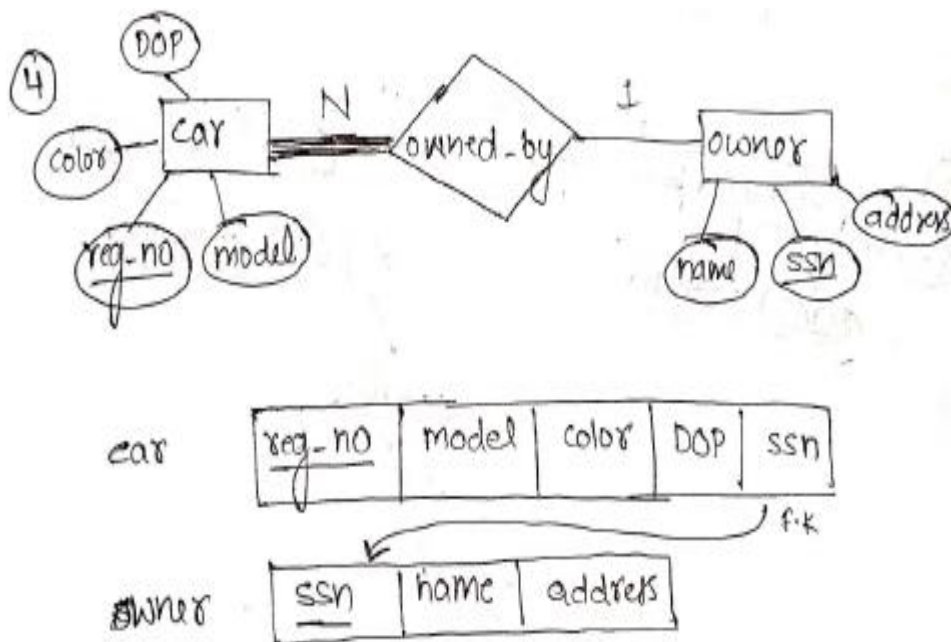 4
DOP
N
1
car
owned_by
owner
color
address
reg_no
model
name
ssn
car
reg_no model color DOP ssn
f.k
owner
ssn name address